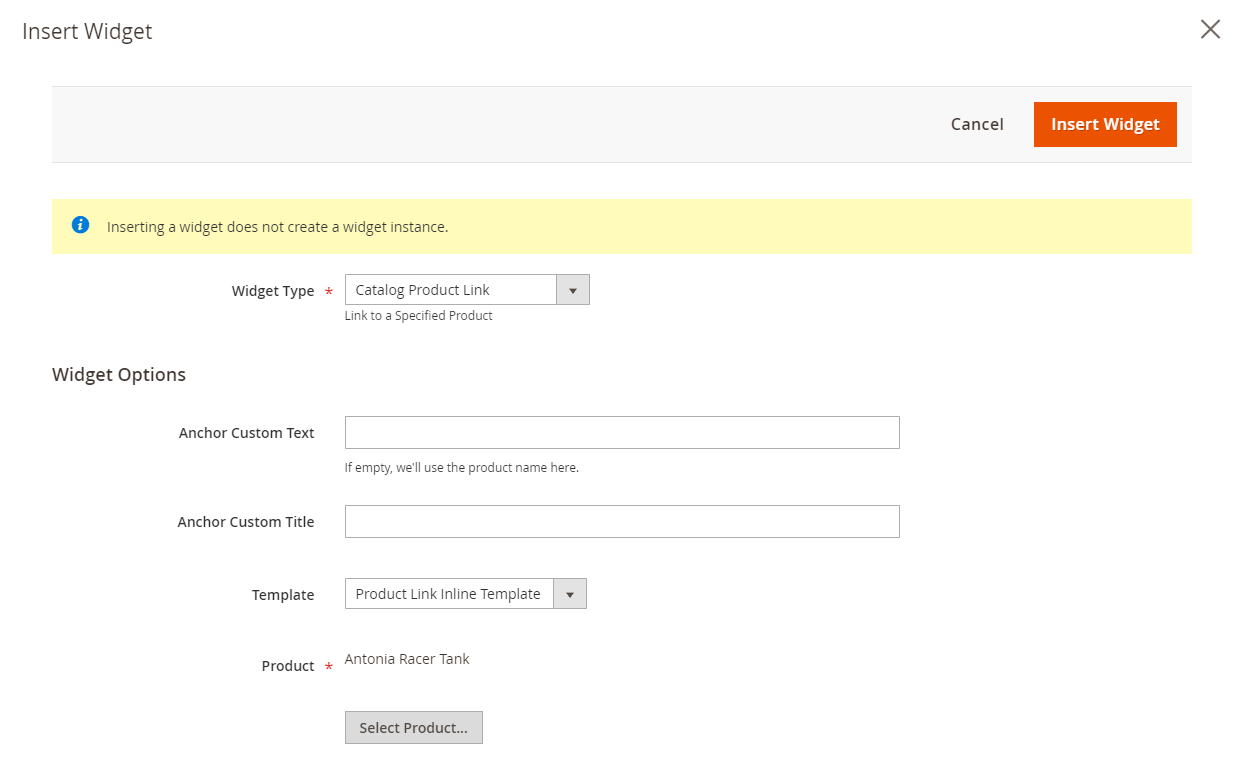 Insert Widget
Cancel
Insert Widget
Inserting a widget does not create a widget instance.
Widget Type * Catalog Product Link
Link to a Specified Product
Widget Options
Anchor Custom Text
If empty, we'll use the product name here.
Anchor Custom Title
Template Product Link Inline Template
Product * Antonia Racer Tank
Select Product...